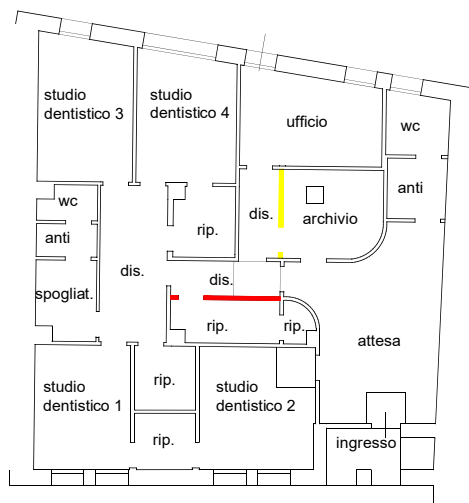 studio
dentistico 3
studio
dentistico 4
ufficio
wc
anti
wc
anti
rip.
dis.
archivio
dis.
dis.
spogliat.
rip.
rip.
attesa
studio
dentistico 1
rip.
studio
dentistico 2
rip.
ingresso